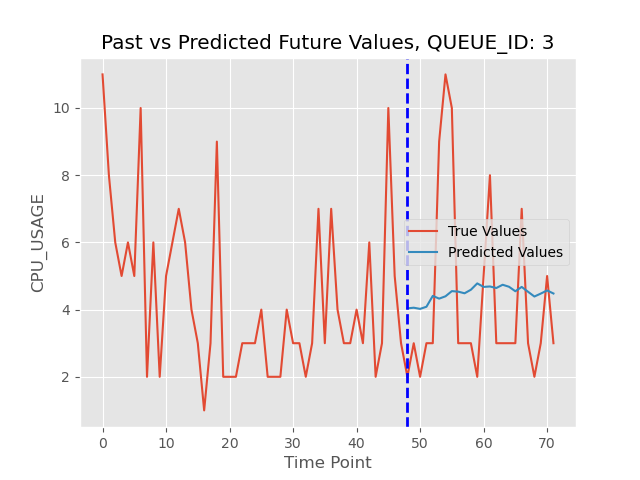 Past vs Predicted Future Values, QUEUE_ID: 3
CPU_USAGE
10
8
6
4
2
True Values
Predicted Values
0 10 20 30 40 50 60 70
Time Point